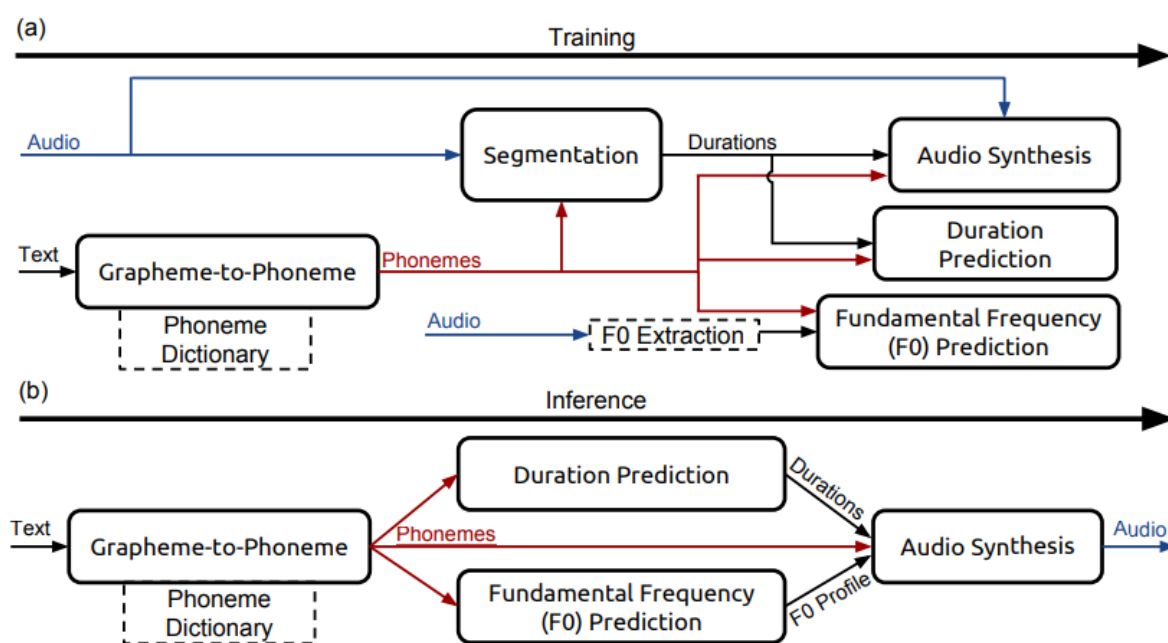 (a)
Training
Audio
Segmentation
Durations
Audio Synthesis
Text
Grapheme-to-Phoneme
Phonemes
Duration
Prediction
Phoneme
Dictionary
Audio
F0 Extraction
Fundamental Frequency
(F0) Prediction
(b)
Inference
Text
Grapheme-to-Phoneme
Phoneme
Dictionary
Duration Prediction
Phonemes
Fundamental Frequency
(F0) Prediction
Durations
F0 Profile
Audio Synthesis
Audio